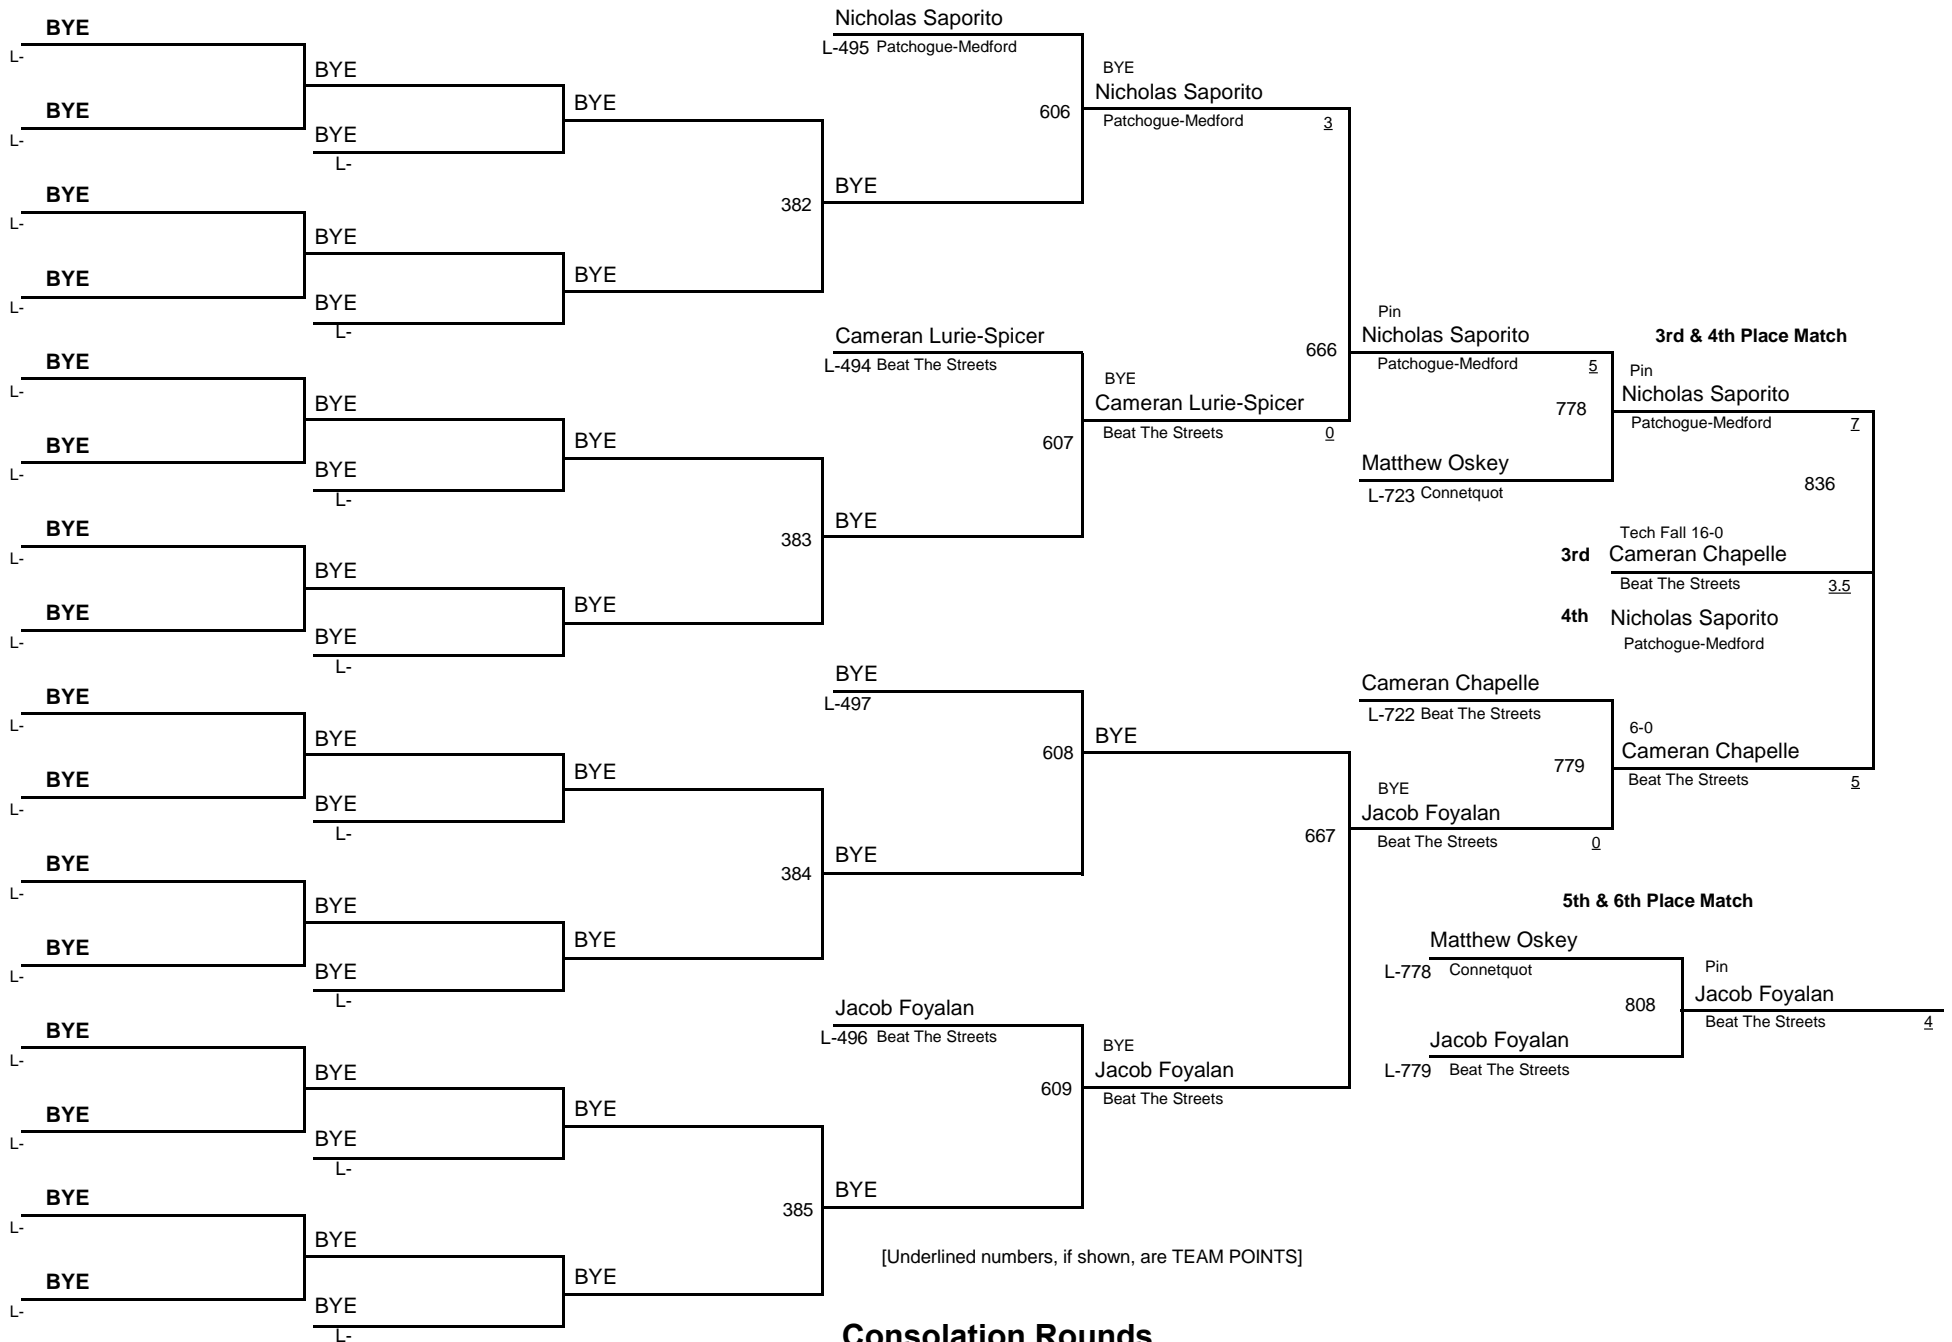 BYE
L-
BYE
L-
BYE
L-
BYE
L-
BYE
L-
BYE
L-
BYE
L-
BYE
L-
BYE
L-
BYE
L-
BYE
L-
BYE
L-
BYE
L-
BYE
L-
BYE
L-
BYE
L-
BYE
BYE
L-
BYE
BYE
L-
BYE
BYE
L-
BYE
BYE
L-
BYE
BYE
L-
BYE
BYE
L-
BYE
BYE
L-
BYE
BYE
L-
BYE
382
BYE
BYE
383
BYE
BYE
384
BYE
BYE
385
BYE
Nicholas Saporito
L-495 Patchogue-Medford
606
BYE
Cameran Lurie-Spicer
L-494 Beat The Streets
607
BYE
BYE
L-497
608
BYE
Jacob Foyalan
L-496 Beat The Streets
609
BYE
BYE
Nicholas Saporito
Patchogue-Medford 3
666
BYE
Cameran Lurie-Spicer
Beat The Streets 0
BYE
667
BYE
Jacob Foyalan
Beat The Streets
Pin
Nicholas Saporito
Patchogue-Medford 5
778
Matthew Oskey
L-723 Connetquot
Cameran Chapelle
L-722 Beat The Streets
779
BYE
Jacob Foyalan
Beat The Streets 0
3rd & 4th Place Match
Pin
Nicholas Saporito
Patchogue-Medford 7
836
Tech Fall 16-0
3rd Cameran Chapelle
Beat The Streets 3.5
4th Nicholas Saporito
Patchogue-Medford
6-0
Cameran Chapelle
Beat The Streets 5
5th & 6th Place Match
Matthew Oskey
L-778 Connetquot
808
Jacob Foyalan
L-779 Beat The Streets
Pin
Jacob Foyalan
Beat The Streets 4
[Underlined numbers, if shown, are TEAM POINTS]
Consolation Rounds